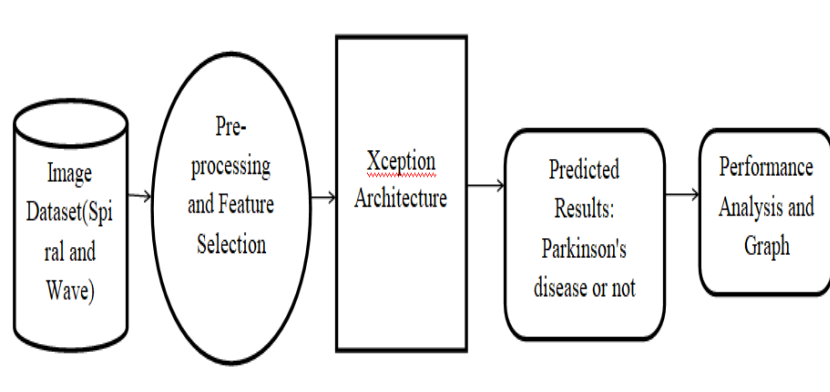 Image
Dataset(Spi
ral and
Wave)
Pre-
processing
and Feature
Selection
Xception
Architecture
Predicted
Results:
Parkinson's
disease or not
Performance
Analysis and
Graph